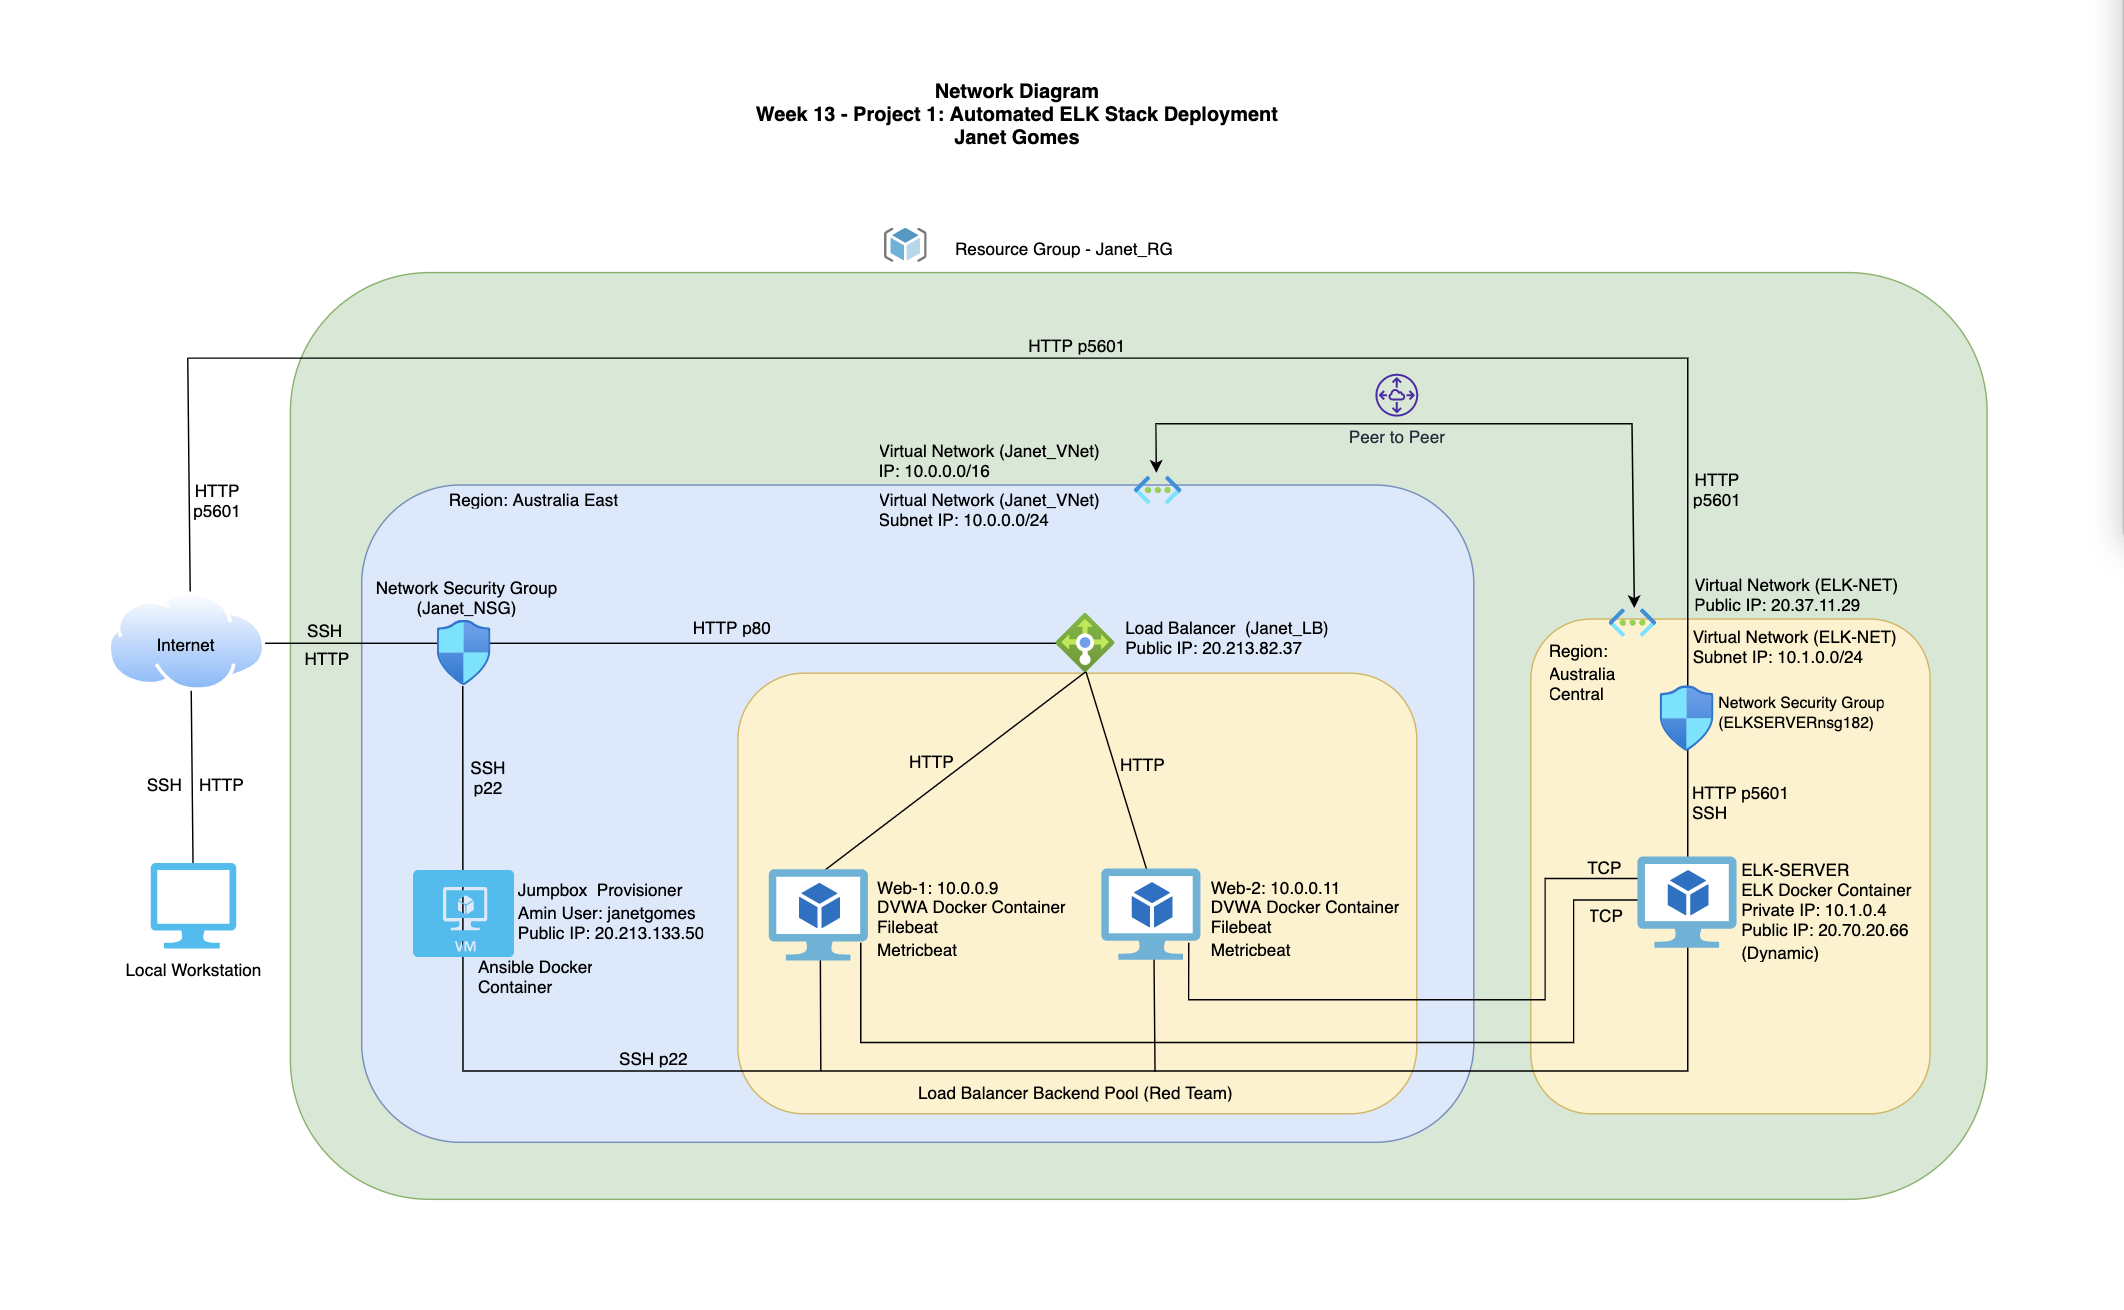 Network Diagram
Week 13 - Project 1: Automated ELK Stack Deployment
Janet Gomes
Resource Group - Janet_RG
HTTP p5601
Peer to Peer
Virtual Network (Janet_VNet)
IP: 10.0.0.0/16
HTTP
p5601
HTTP
p5601
Region: Australia East
Virtual Network (Janet_VNet)
Subnet IP: 10.0.0.0/24
Network Security Group
(Janet_NSG)
Virtual Network (ELK-NET)
Public IP: 20.37.11.29
Internet
SSH
HTTP
HTTP p80
Load Balancer (Janet_LB)
Public IP: 20.213.82.37
Region:
Australia
Central
Virtual Network (ELK-NET)
Subnet IP: 10.1.0.0/24
Network Security Group
(ELKSERVERnsg182)
SSH
HTTP
SSH
p22
HTTP
HTTP
HTTP p5601
SSH
Local Workstation
VM
Jumpbox Provisioner
Amin User: janetgomes
Public IP: 20.213.133.50
Ansible Docker
Container
Web-1: 10.0.0.9
DVWA Docker Container
Filebeat
Metricbeat
Web-2: 10.0.0.11
DVWA Docker Container
Filebeat
Metricbeat
TCP
TCP
ELK-SERVER
ELK Docker Container
Private IP: 10.1.0.4
Public IP: 20.70.20.66
(Dynamic)
SSH p22
Load Balancer Backend Pool (Red Team)